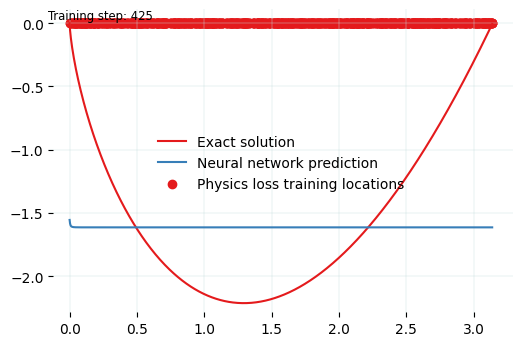 Training step: 425
0.0
−0.5
−1.0
−1.5
−2.0
Exact solution
Neural network prediction
Physics loss training locations
0.0 0.5 1.0 1.5 2.0 2.5 3.0